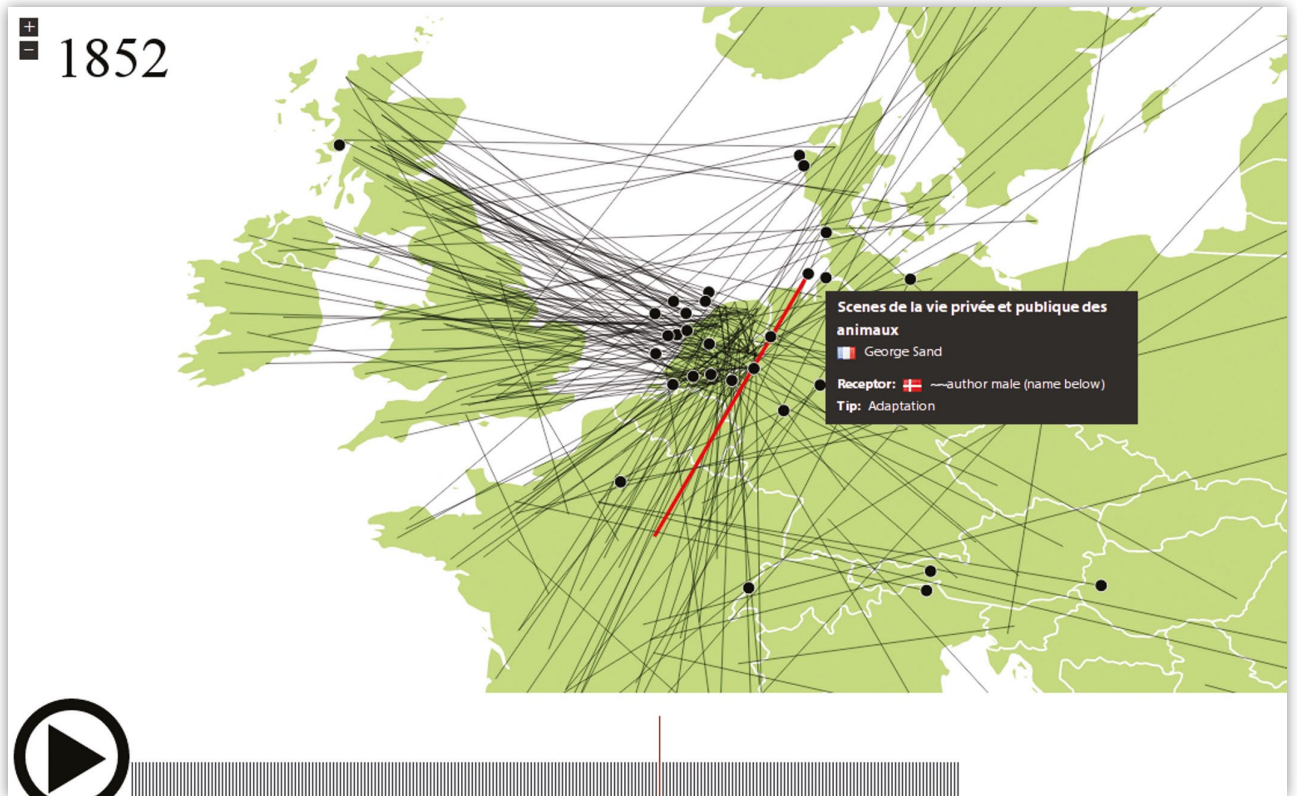 +
−
1852
Scenes de la vie privée et publique des
animaux
George Sand
Receptor: ~~author male (name below)
Tip: Adaptation